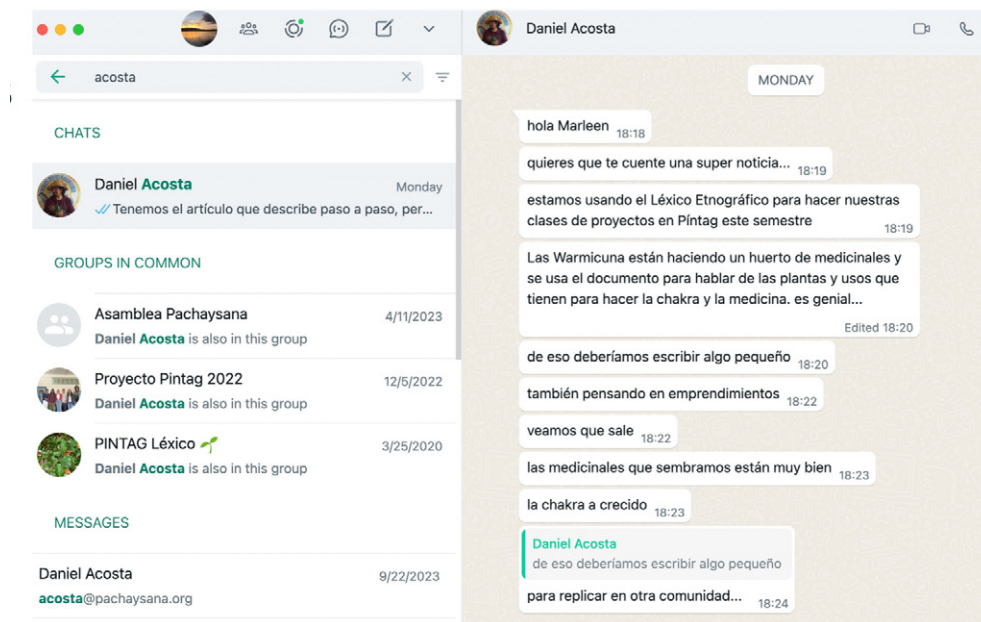 acosta
CHATS
Daniel Acosta
Monday
Tenemos el artículo que describe paso a paso, per...
GROUPS IN COMMON
Asamblea Pachaysana
4/11/2023
Daniel Acosta is also in this group
Proyecto Pintag 2022
12/5/2022
Daniel Acosta is also in this group
PINTAG Léxico 🌱
3/25/2020
Daniel Acosta is also in this group
MESSAGES
Daniel Acosta
9/22/2023
acosta@pachaysana.org
Daniel Acosta
MONDAY
hola Marleen 18:18
quieres que te cuente una super noticia... 18:19
estamos usando el Léxico Etnográfico para hacer nuestras
clases de proyectos en Píntag este semestre
18:19
Las Warmicuna están haciendo un huerto de medicinales y
se usa el documento para hablar de las plantas y usos que
tienen para hacer la chakra y la medicina. es genial...
Edited 18:20
de eso deberíamos escribir algo pequeño 18:20
también pensando en emprendimientos 18:22
veamos que sale 18:22
las medicinales que sembramos están muy bien 18:23
la chakra a crecido 18:23
Daniel Acosta
de eso deberíamos escribir algo pequeño
para replicar en otra comunidad... 18:24